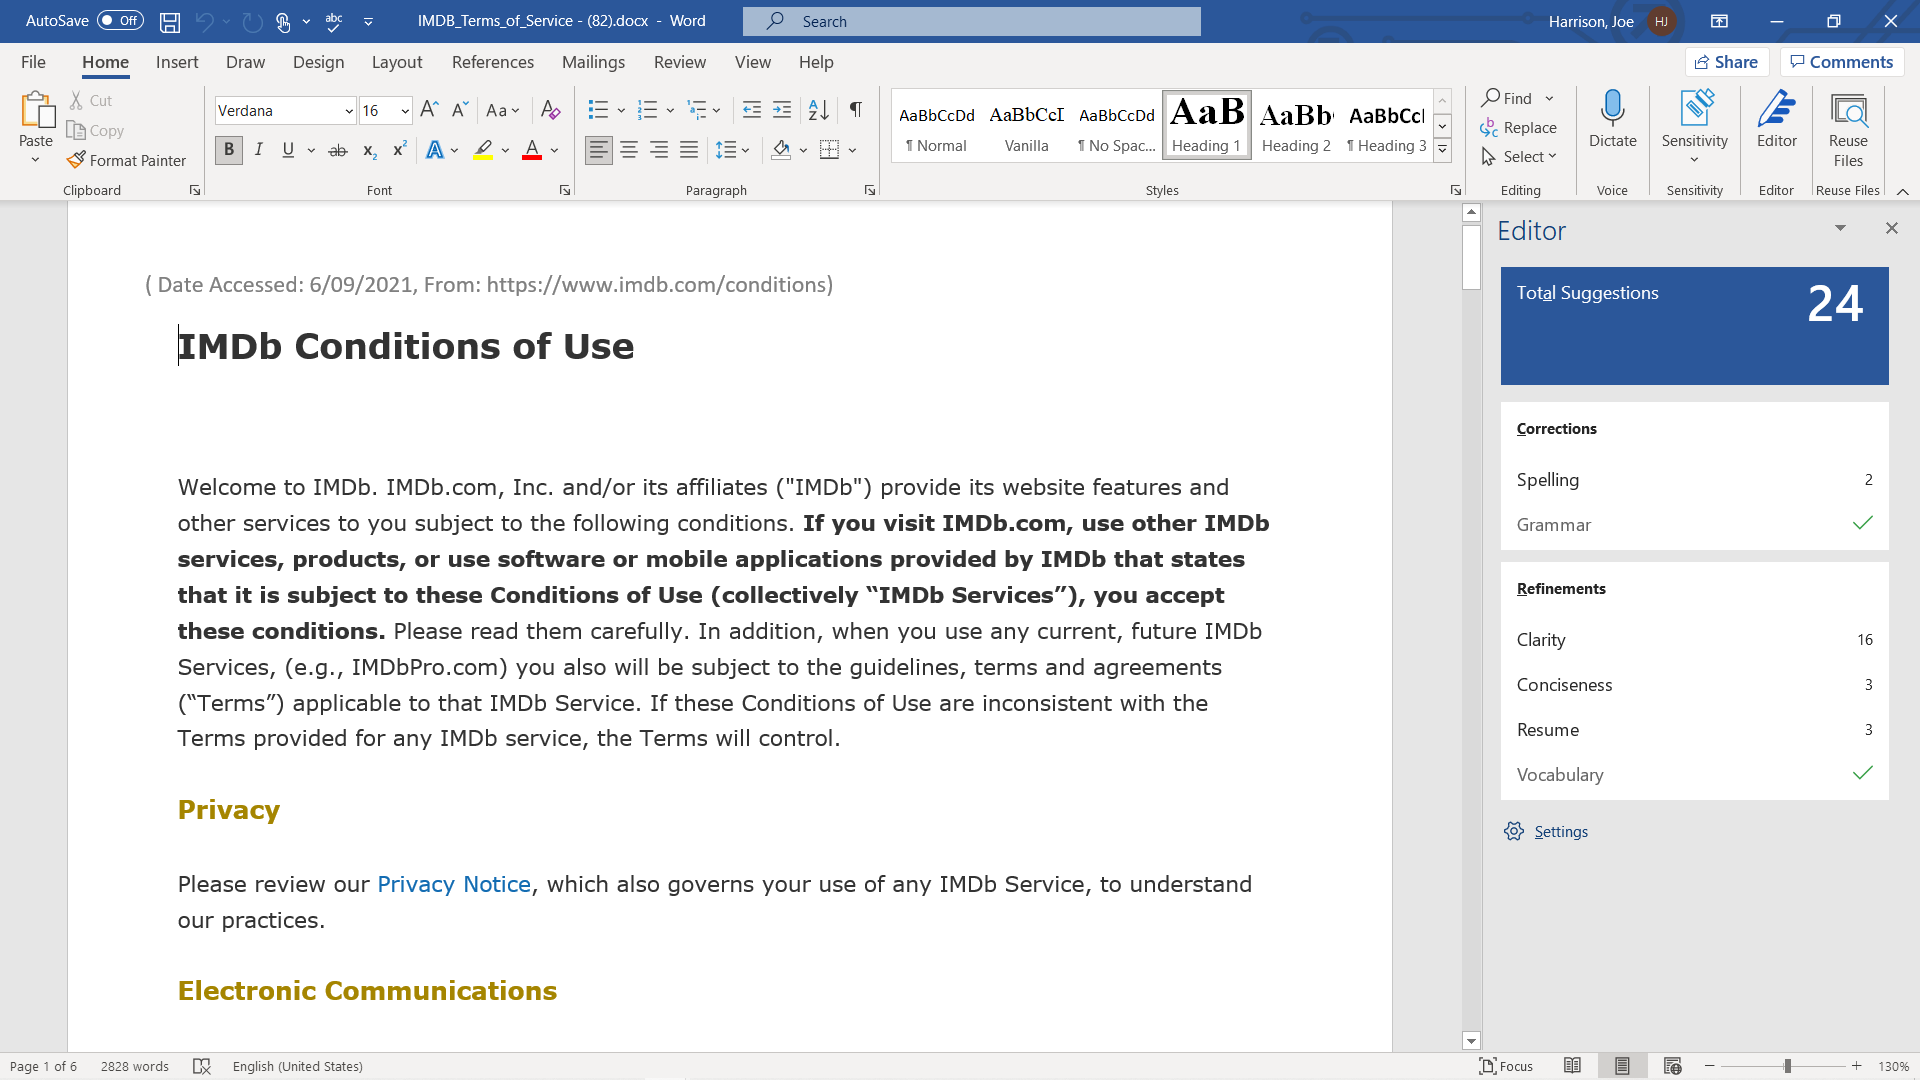 AutoSave Off abc IMDB_Terms_of_Service - (82).docx - Word Search Harrison, Joe HJ
File Home Insert Draw Design Layout References Mailings Review View Help Share Comments
Paste
Cut
Copy
Format Painter
Clipboard
Verdana 16 A A Aa A
B I U ab x2 x2 A A
Font
Paragraph
AaBbCcDd AaBbCcI AaBbCcDd AaB AaBb AaBbCcI
¶ Normal Vanilla ¶ No Spac... Heading 1 Heading 2 ¶ Heading 3
Styles
Find
Replace
Select
Editing
Dictate
Voice
Sensitivity
Sensitivity
Editor
Editor
Reuse
Files
Reuse Files
( Date Accessed: 6/09/2021, From: https://www.imdb.com/conditions)
IMDb Conditions of Use
Welcome to IMDb. IMDb.com, Inc. and/or its affiliates ("IMDb") provide its website features and
other services to you subject to the following conditions. If you visit IMDb.com, use other IMDb
services, products, or use software or mobile applications provided by IMDb that states
that it is subject to these Conditions of Use (collectively “IMDb Services”), you accept
these conditions. Please read them carefully. In addition, when you use any current, future IMDb
Services, (e.g., IMDbPro.com) you also will be subject to the guidelines, terms and agreements
(“Terms”) applicable to that IMDb Service. If these Conditions of Use are inconsistent with the
Terms provided for any IMDb service, the Terms will control.
Privacy
Please review our Privacy Notice, which also governs your use of any IMDb Service, to understand
our practices.
Electronic Communications
Editor
Total Suggestions 24
Corrections
Spelling 2
Grammar
Refinements
Clarity 16
Conciseness 3
Resume 3
Vocabulary
Settings
Page 1 of 6 2828 words English (United States) Focus 130%